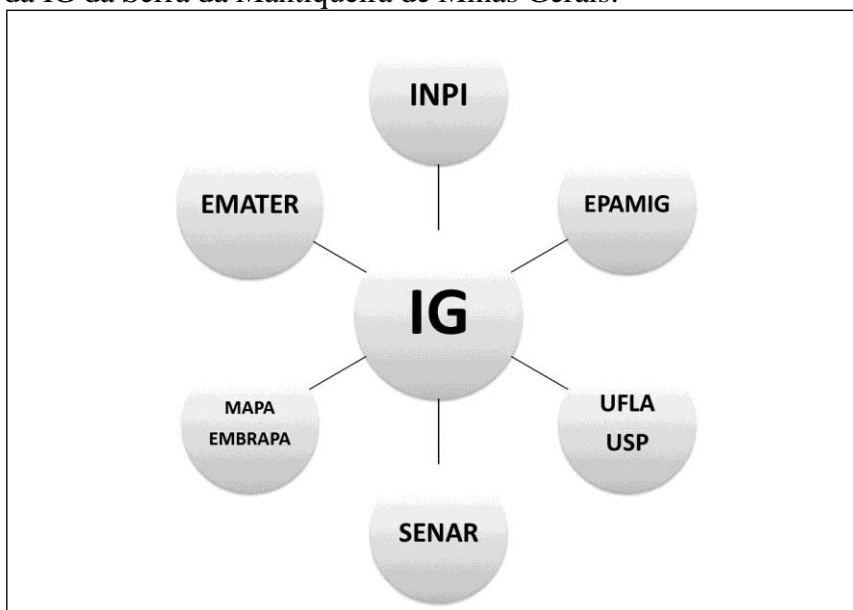 da IG da Serra da Mantiqueira de Minas Gerais.
INPI
EMATER
EPAMIG
IG
MAPA
EMBRAPA
UFLA
USP
SENAR